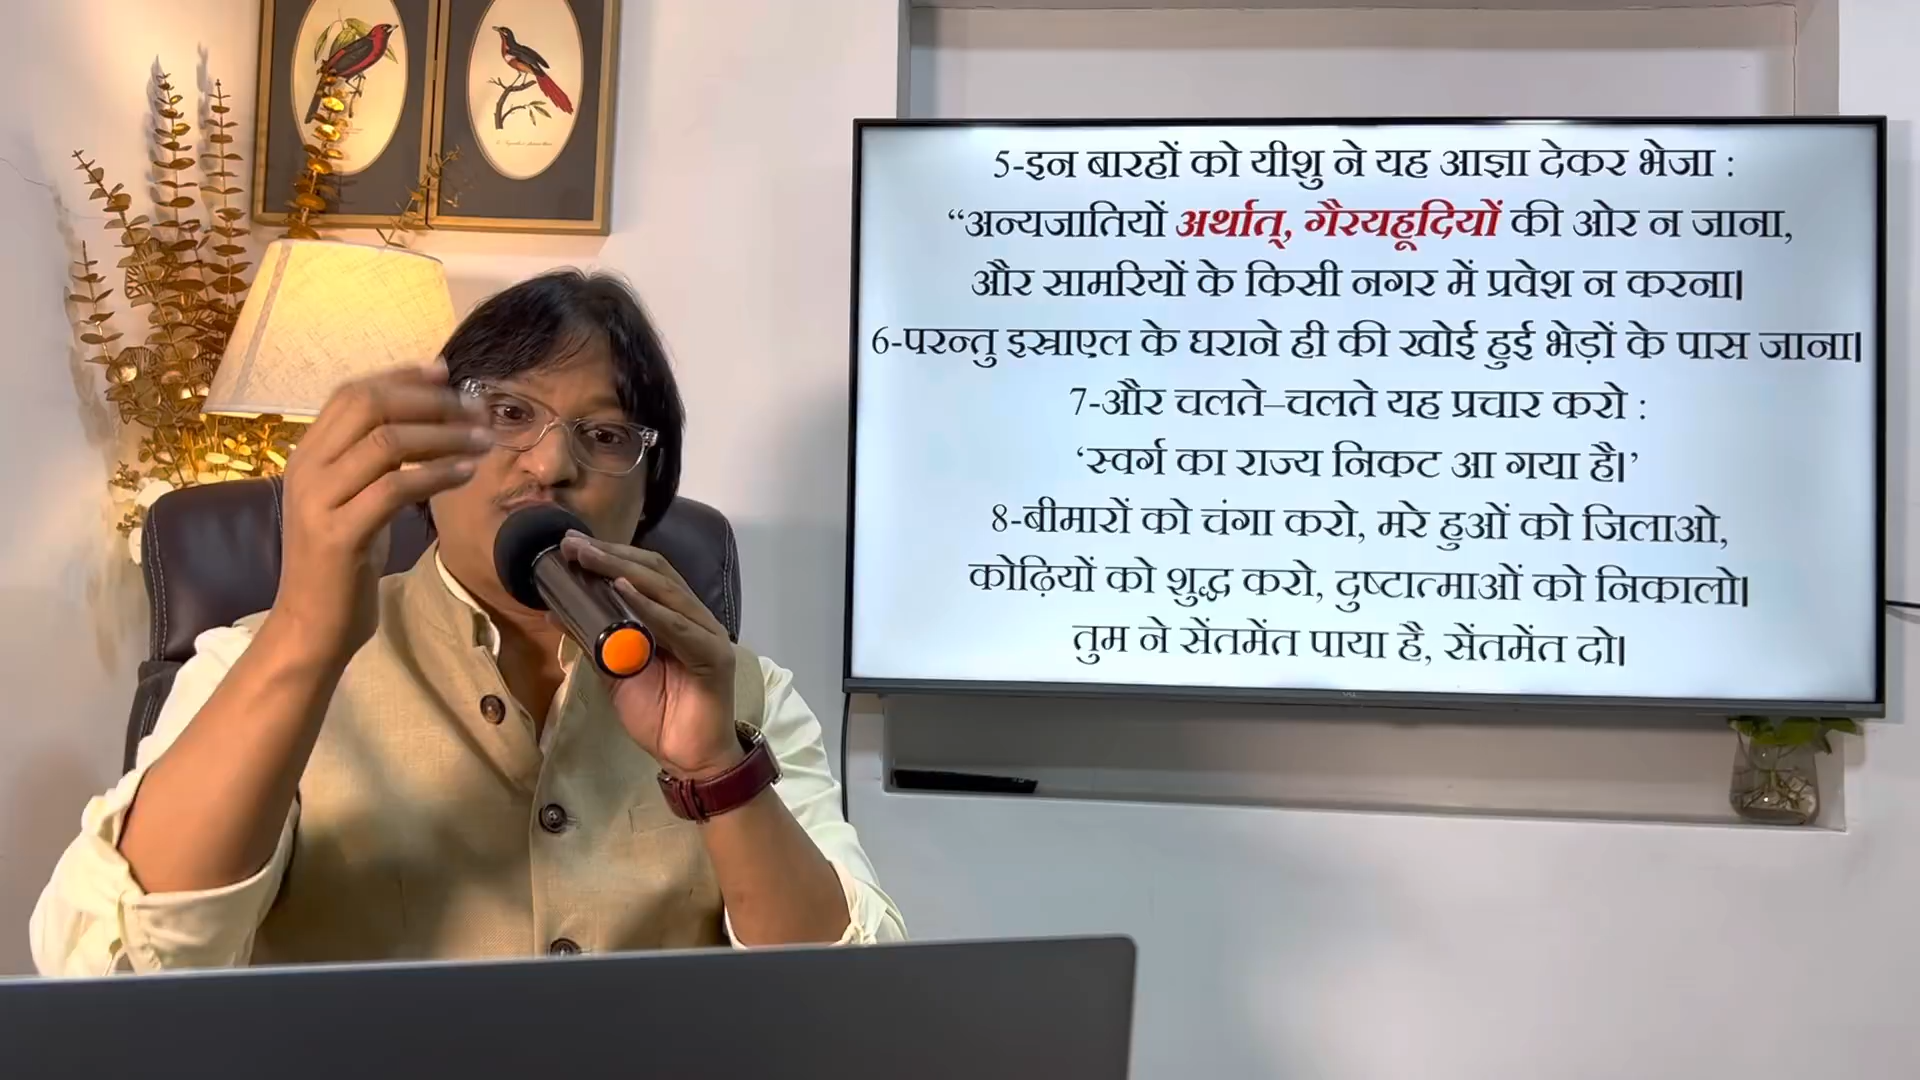 5-इन बारहों को यीशु ने यह आज्ञा देकर भेजा :
“अन्यजातियों अर्थात्, गैरयहूदियों की ओर न जाना,
और सामरियों के किसी नगर में प्रवेश न करना।
6-परन्तु इस्राएल के घराने ही की खोई हुई भेड़ों के पास जाना।
7-और चलते–चलते यह प्रचार करो :
‘स्वर्ग का राज्य निकट आ गया है।’
8-बीमारों को चंगा करो, मरे हुओं को जिलाओ,
कोढ़ियों को शुद्ध करो, दुष्टात्माओं को निकालो।
तुम ने सेंतमेंत पाया है, सेंतमेंत दो।